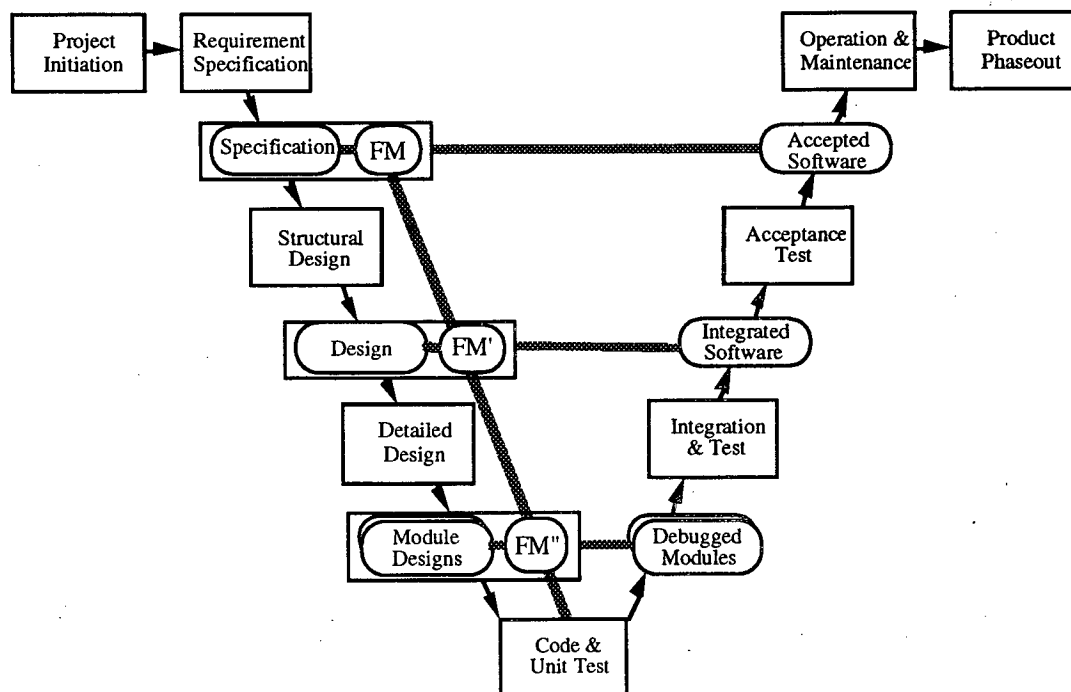 Project
Initiation
Requirement
Specification
Operation &
Maintenance
Product
Phaseout
Specification
FM
Accepted
Software
Structural
Design
Acceptance
Test
Design
FM'
Integrated
Software
Detailed
Design
Integration
& Test
Module
Designs
FM"
Debugged
Modules
Code &
Unit Test